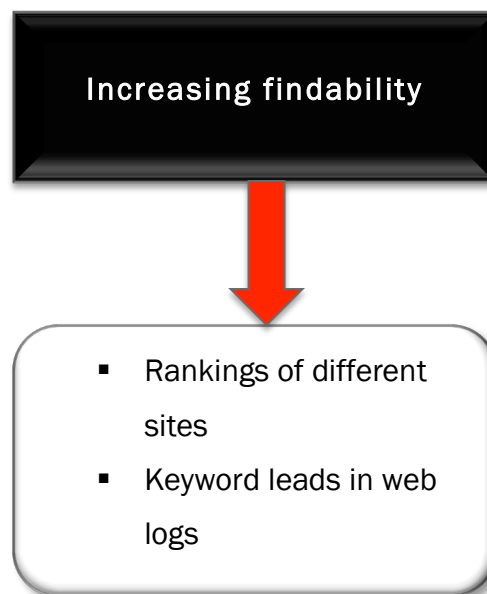 Increasing findability
▪ Rankings of different
sites
▪ Keyword leads in web
logs